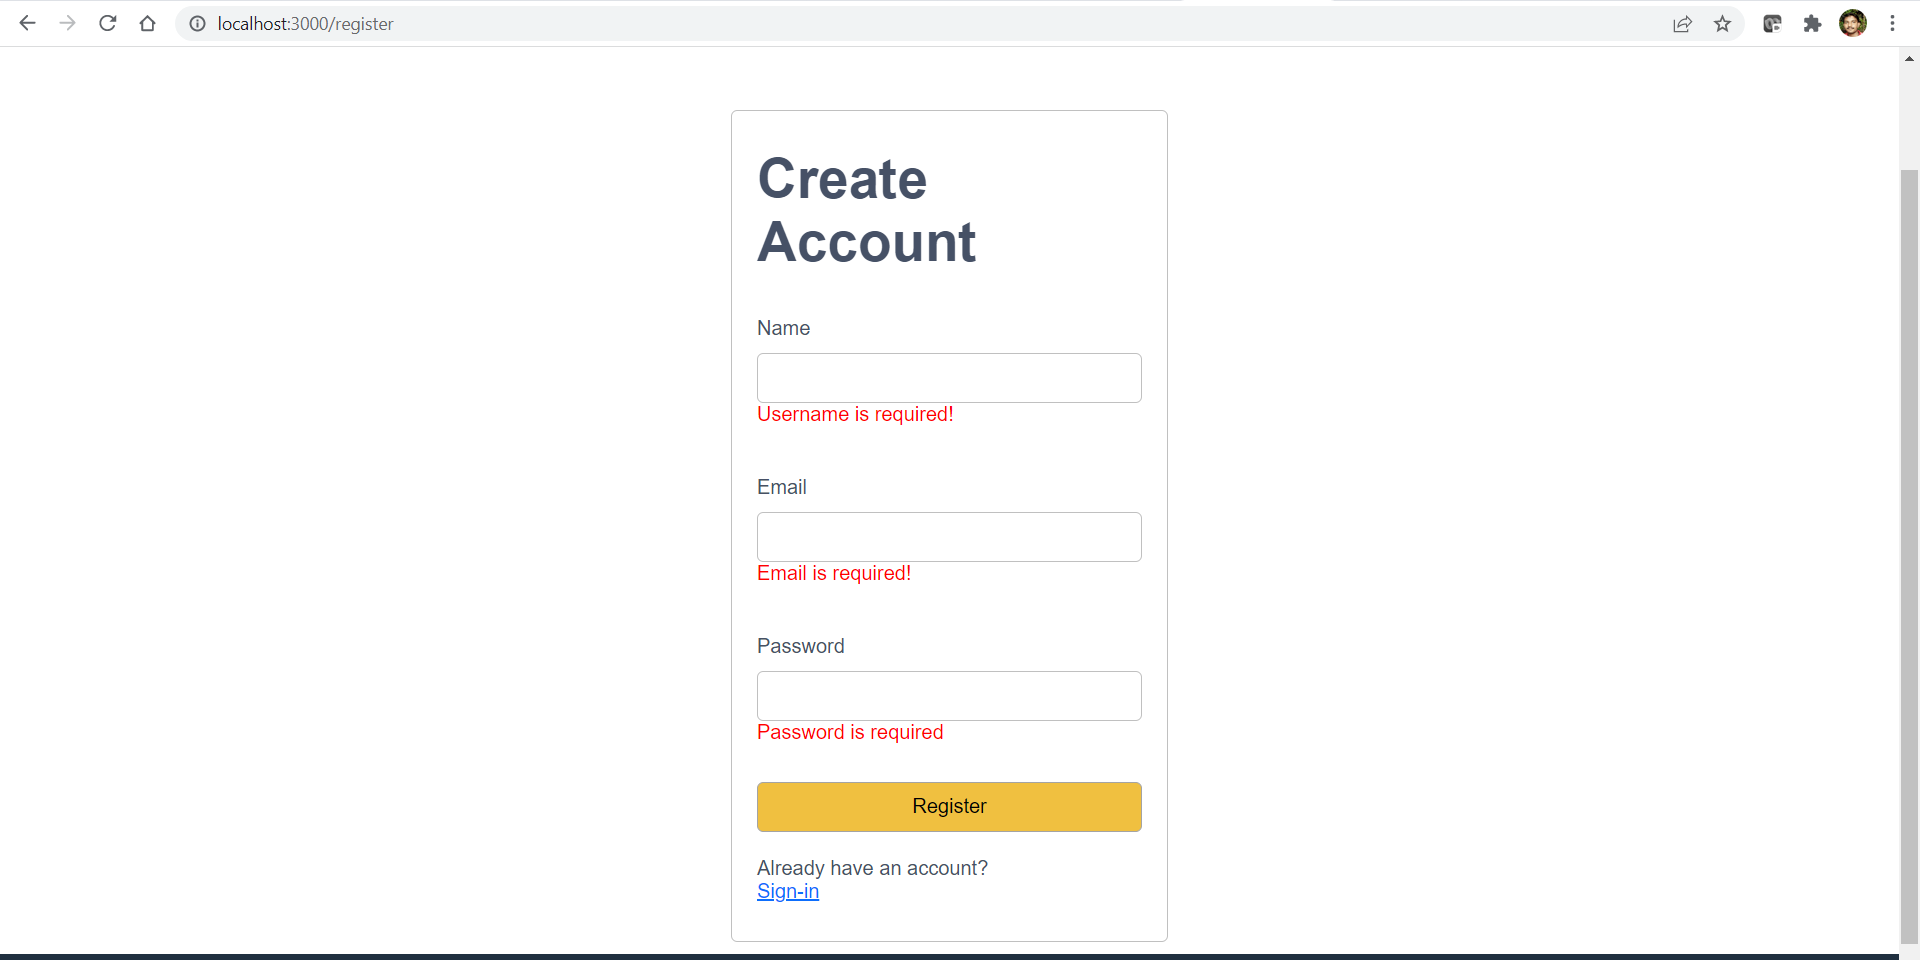 localhost:3000/register
Create
Account
Name
Username is required!
Email
Email is required!
Password
Password is required
Register
Already have an account?
Sign-in